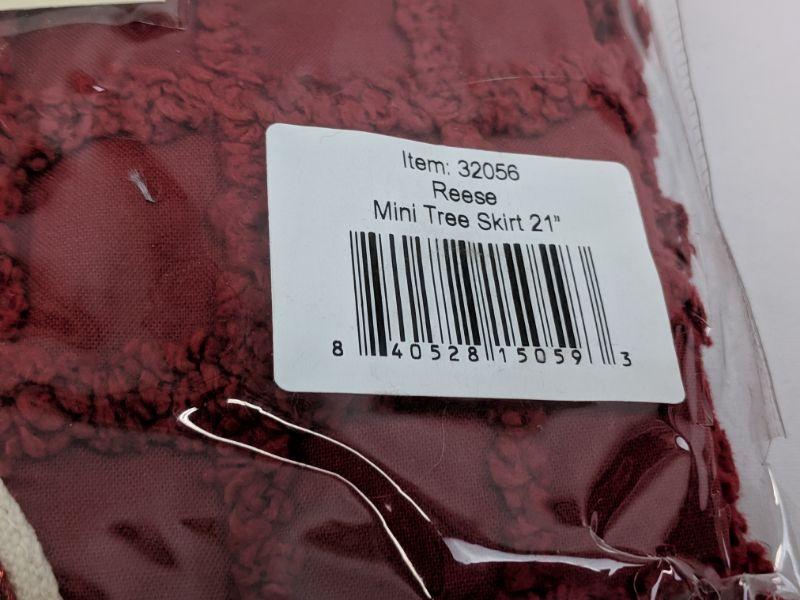 Item: 32056
Reese
Mini Tree Skirt 21"
8 40528 15059 3